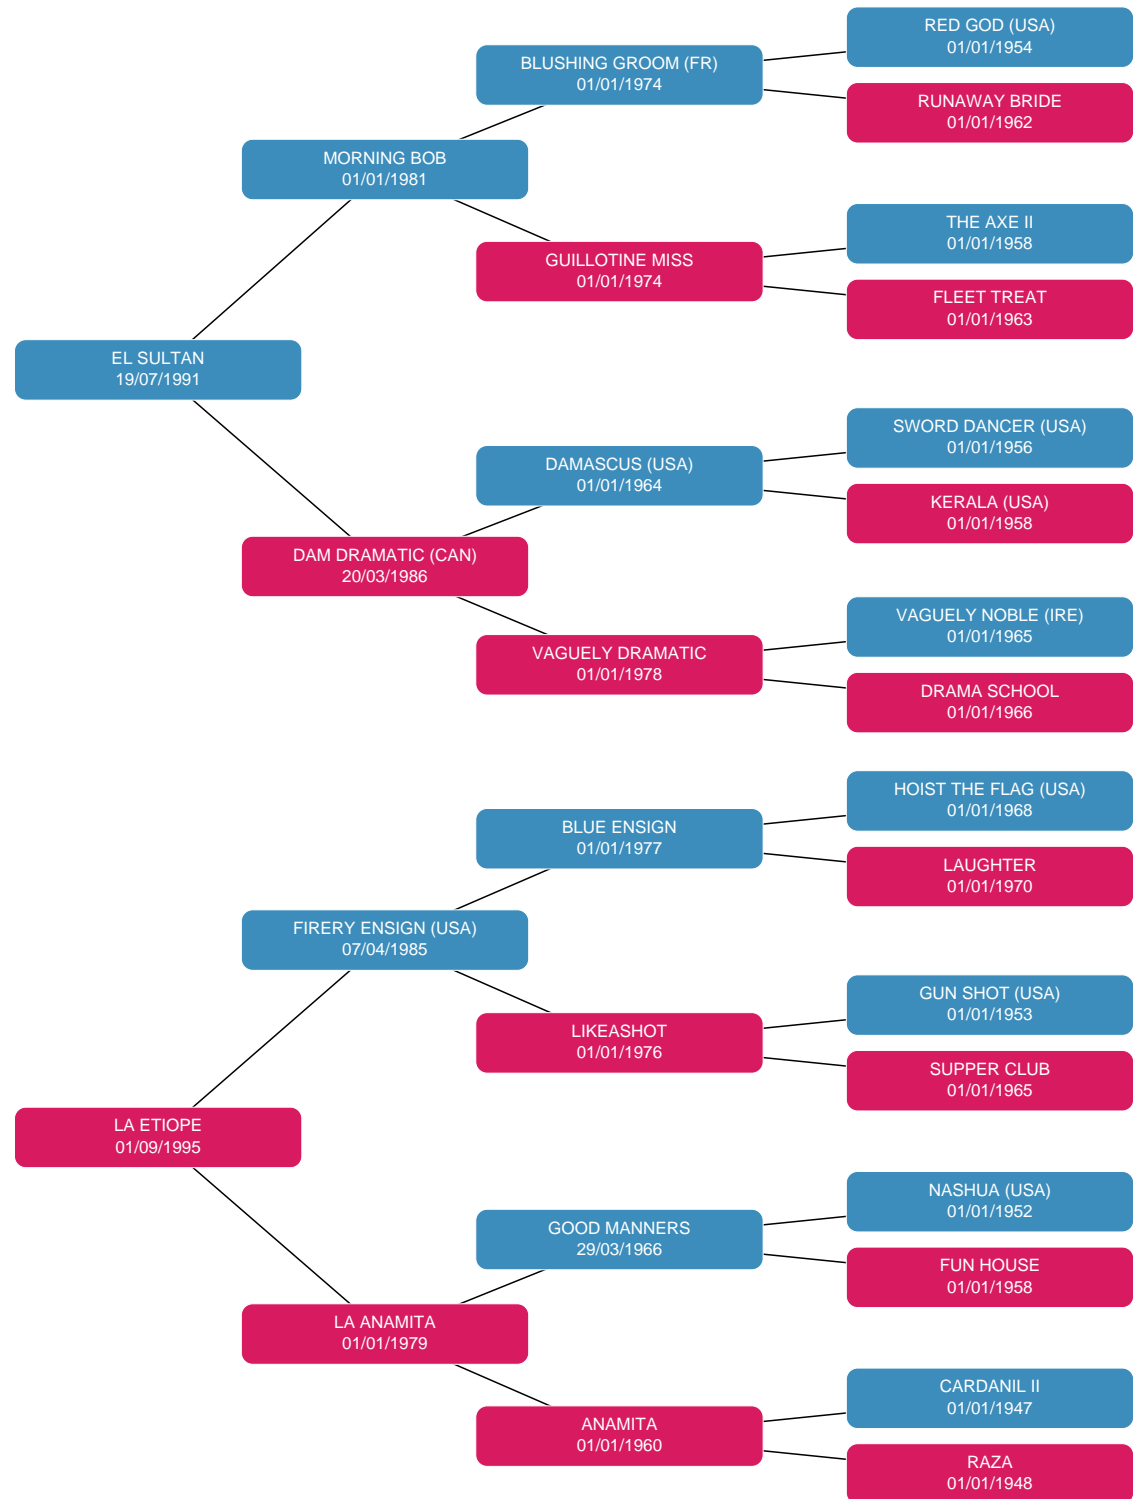 RED GOD (USA)
01/01/1954
BLUSHING GROOM (FR)
01/01/1974
RUNAWAY BRIDE
01/01/1962
MORNING BOB
01/01/1981
THE AXE II
01/01/1958
GUILLOTINE MISS
01/01/1974
FLEET TREAT
01/01/1963
EL SULTAN
19/07/1991
SWORD DANCER (USA)
01/01/1956
DAMASCUS (USA)
01/01/1964
KERALA (USA)
01/01/1958
DAM DRAMATIC (CAN)
20/03/1986
VAGUELY NOBLE (IRE)
01/01/1965
VAGUELY DRAMATIC
01/01/1978
DRAMA SCHOOL
01/01/1966
HOIST THE FLAG (USA)
01/01/1968
BLUE ENSIGN
01/01/1977
LAUGHTER
01/01/1970
FIRERY ENSIGN (USA)
07/04/1985
GUN SHOT (USA)
01/01/1953
LIKEASHOT
01/01/1976
SUPPER CLUB
01/01/1965
LA ETIOPE
01/09/1995
NASHUA (USA)
01/01/1952
GOOD MANNERS
29/03/1966
FUN HOUSE
01/01/1958
LA ANAMITA
01/01/1979
CARDANIL II
01/01/1947
ANAMITA
01/01/1960
RAZA
01/01/1948